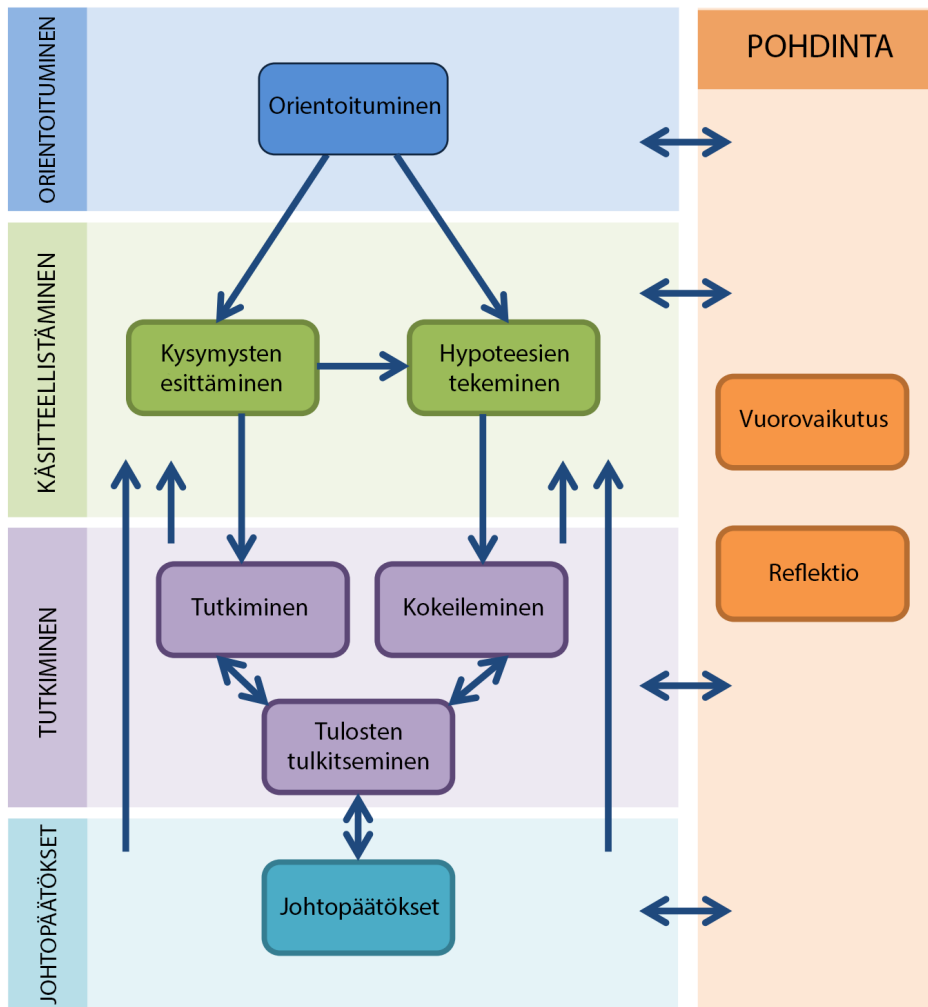 ORIENTOITUMINEN
Orientoituminen
KÄSITTEELLISTÄMINEN
Kysymysten
esittäminen
Hypoteesien
tekeminen
TUTKIMINEN
Tutkiminen
Kokeileminen
Tulosten
tulkitseminen
JOHTOPÄÄTÖKSET
Johtopäätökset
POHDINTA
Vuorovaikutus
Reflektio